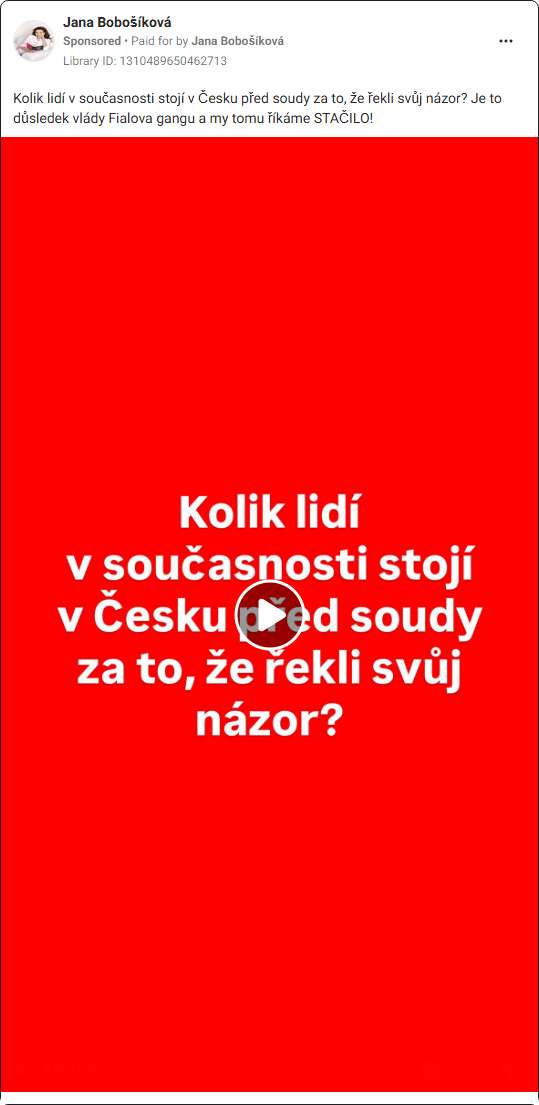 Jana Bobošíková
Sponsored • Paid for by Jana Bobošíková
Library ID: 1310489650462713
Kolik lidí v současnosti stojí v Česku před soudy za to, že řekli svůj názor? Je to
důsledek vlády Fialova gangu a my tomu říkáme STAČILO!
Kolik lidí
v současnosti stojí
v Česku před soudy
za to, že řekli svůj
názor?